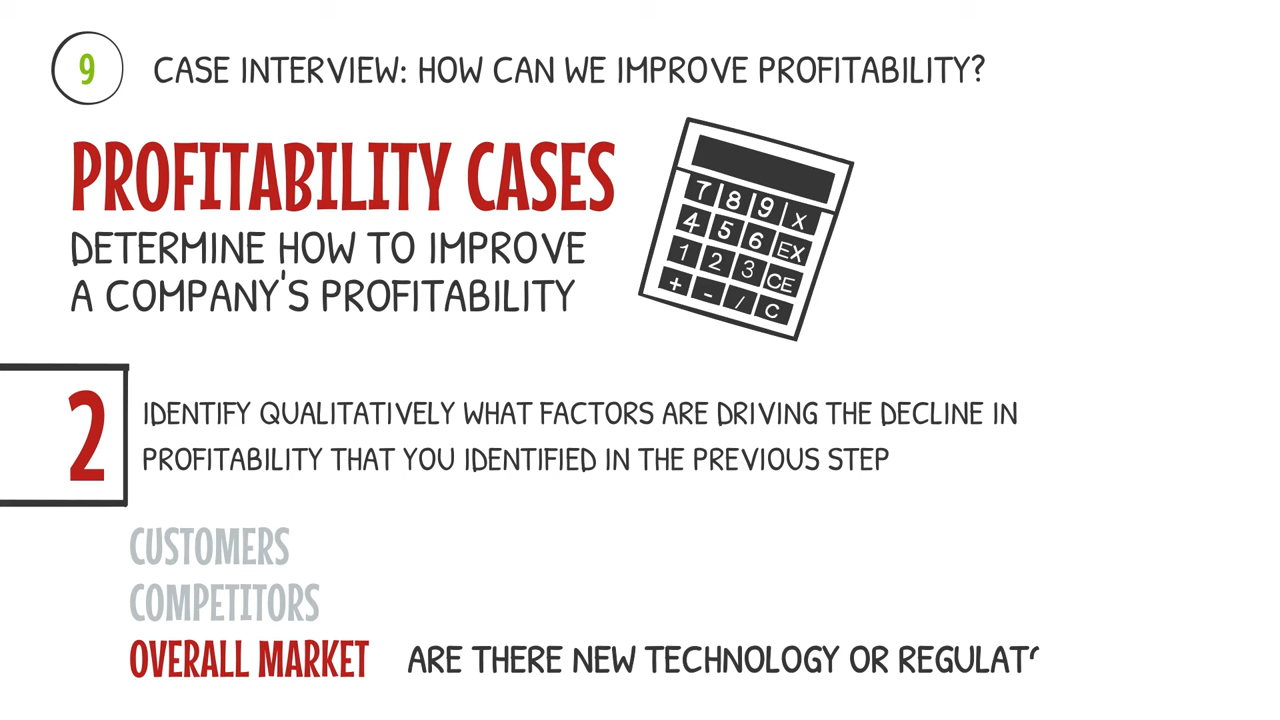 9
CASE INTERVIEW: HOW CAN WE IMPROVE PROFITABILITY?
PROFITABILITY CASES
DETERMINE HOW TO IMPROVE
A COMPANY'S PROFITABILITY
7 8 9 X
4 5 6 EX
1 2 3 CE
+ - / C
2
IDENTIFY QUALITATIVELY WHAT FACTORS ARE DRIVING THE DECLINE IN
PROFITABILITY THAT YOU IDENTIFIED IN THE PREVIOUS STEP
CUSTOMERS
COMPETITORS
OVERALL MARKET ARE THERE NEW TECHNOLOGY OR